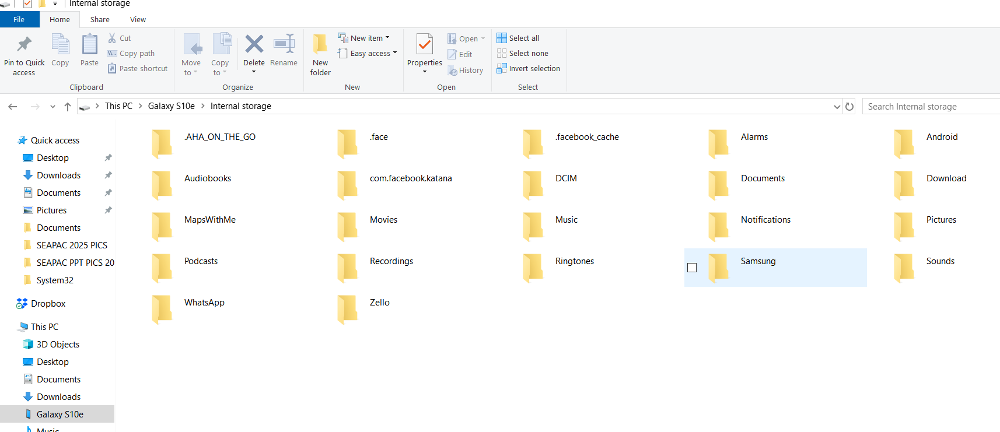 Internal storage
File
Home
Share
View
Pin to Quick
access
Copy
Paste
Cut
Copy path
Paste shortcut
Clipboard
Move
to
Copy
to
Delete
Rename
Organize
New
folder
New item
Easy access
New
Properties
Open
Edit
History
Open
Select all
Select none
Invert selection
Select
This PC
Galaxy S10e
Internal storage
Search Internal storage
Quick access
Desktop
Downloads
Documents
Pictures
Documents
SEAPAC 2025 PICS
SEAPAC PPT PICS 20
System32
Dropbox
This PC
3D Objects
Desktop
Documents
Downloads
Galaxy S10e
Music
.AHA_ON_THE_GO
.face
.facebook_cache
Alarms
Android
Audiobooks
com.facebook.katana
DCIM
Documents
Download
MapsWithMe
Movies
Music
Notifications
Pictures
Podcasts
Recordings
Ringtones
Samsung
Sounds
WhatsApp
Zello